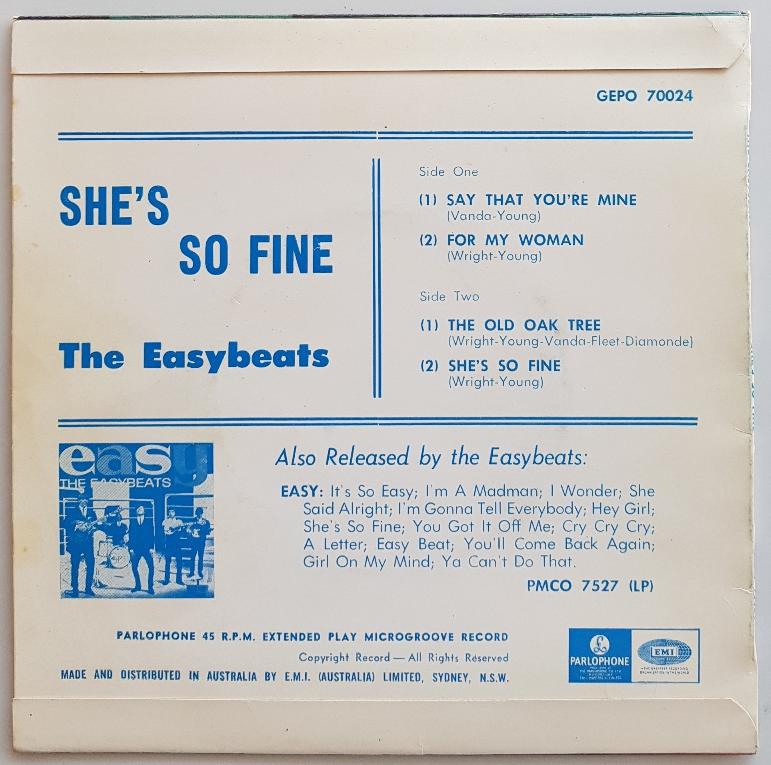 GEPO 70024
SHE'S
SO FINE
The Easybeats
Side One
(1) SAY THAT YOU'RE MINE
(Vanda-Young)
(2) FOR MY WOMAN
(Wright-Young)
Side Two
(1) THE OLD OAK TREE
(Wright-Young-Vanda-Fleet-Diamonde)
(2) SHE'S SO FINE
(Wright-Young)
easy
THE EASYBEATS
Also Released by the Easybeats:
EASY: It's So Easy; I'm A Madman; I Wonder; She
Said Alright; I'm Gonna Tell Everybody; Hey Girl;
She's So Fine; You Got It Off Me; Cry Cry Cry;
A Letter; Easy Beat; You'll Come Back Again;
Girl On My Mind; Ya Can't Do That.
PMCO 7527 (LP)
PARLOPHONE 45 R.P.M. EXTENDED PLAY MICROGROOVE RECORD
Copyright Record — All Rights Reserved
MADE AND DISTRIBUTED IN AUSTRALIA BY E.M.I. (AUSTRALIA) LIMITED, SYDNEY, N.S.W.
£
PARLOPHONE
EMI